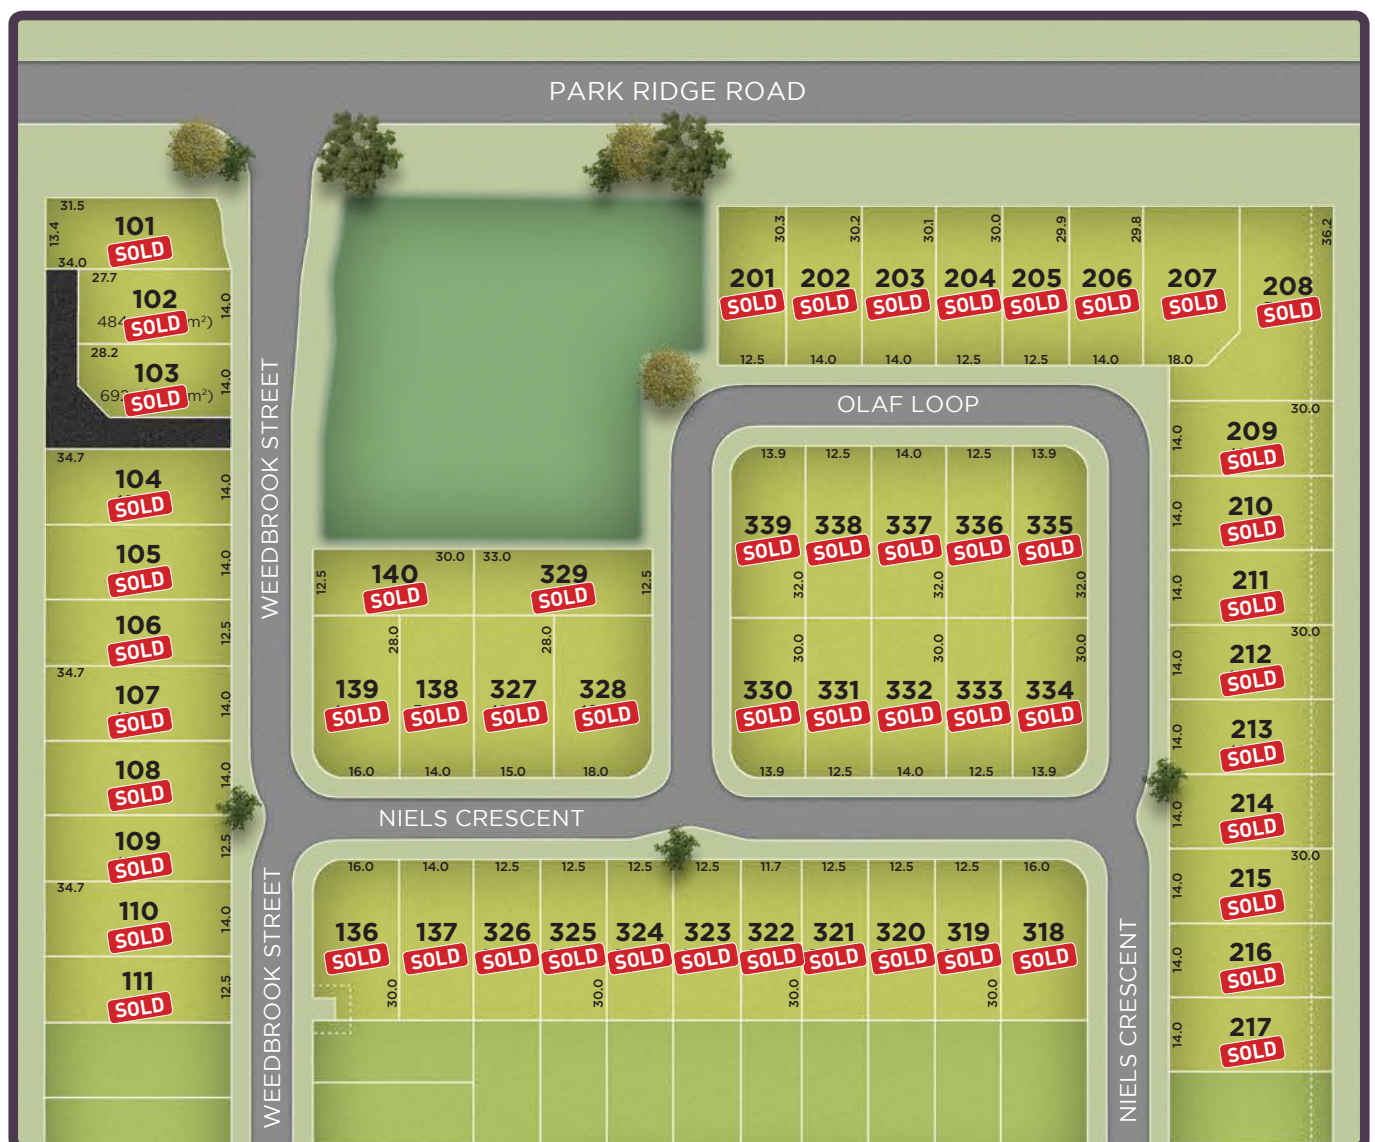 PARK RIDGE ROAD
31.5
13.4
101
SOLD
34.0
27.7
102
14.0
484
SOLD
m²)
28.2
103
14.0
692
SOLD
m²)
34.7
104
14.0
SOLD
105
14.0
SOLD
106
12.5
SOLD
34.7
107
14.0
SOLD
108
14.0
SOLD
109
12.5
SOLD
34.7
110
14.0
SOLD
111
12.5
SOLD
WEEDBROOK STREET
WEEDBROOK STREET
30.3
30.2
30.1
30.0
29.9
29.8
36.2
201 202 203 204 205 206 207 208
SOLD SOLD SOLD SOLD SOLD SOLD SOLD SOLD
12.5 14.0 14.0 12.5 12.5 14.0 18.0
OLAF LOOP
13.9 12.5 14.0 12.5 13.9
339 338 337 336 335
SOLD SOLD SOLD SOLD SOLD
32.0 32.0 32.0
30.0 30.0 30.0
330 331 332 333 334
SOLD SOLD SOLD SOLD SOLD
13.9 12.5 14.0 12.5 13.9
30.0 33.0
12.5 140 329 12.5
SOLD SOLD
28.0 28.0
139 138 327 328
SOLD SOLD SOLD SOLD
16.0 14.0 15.0 18.0
NIELS CRESCENT
16.0 14.0 12.5 12.5 12.5 12.5 11.7 12.5 12.5 12.5 16.0
136 137 326 325 324 323 322 321 320 319 318
SOLD SOLD SOLD SOLD SOLD SOLD SOLD SOLD SOLD SOLD SOLD
30.0 30.0 30.0 30.0
NIELS CRESCENT
30.0
14.0
209
SOLD
14.0
210
SOLD
14.0
211
SOLD
30.0
14.0
212
SOLD
14.0
213
SOLD
14.0
214
SOLD
30.0
14.0
215
SOLD
14.0
216
SOLD
14.0
217
SOLD